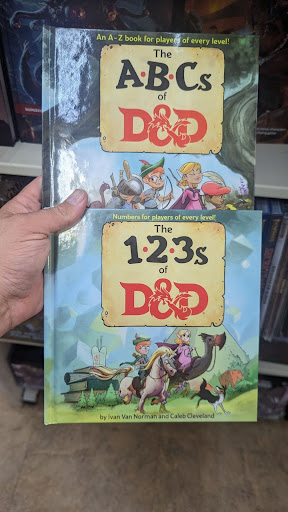 An A-Z book for players of every level!
The
A·B·Cs
of
D&D
Numbers for players of every level!
The
1·2·3s
of
D&D
by Ivan Van Norman and Caleb Cleveland